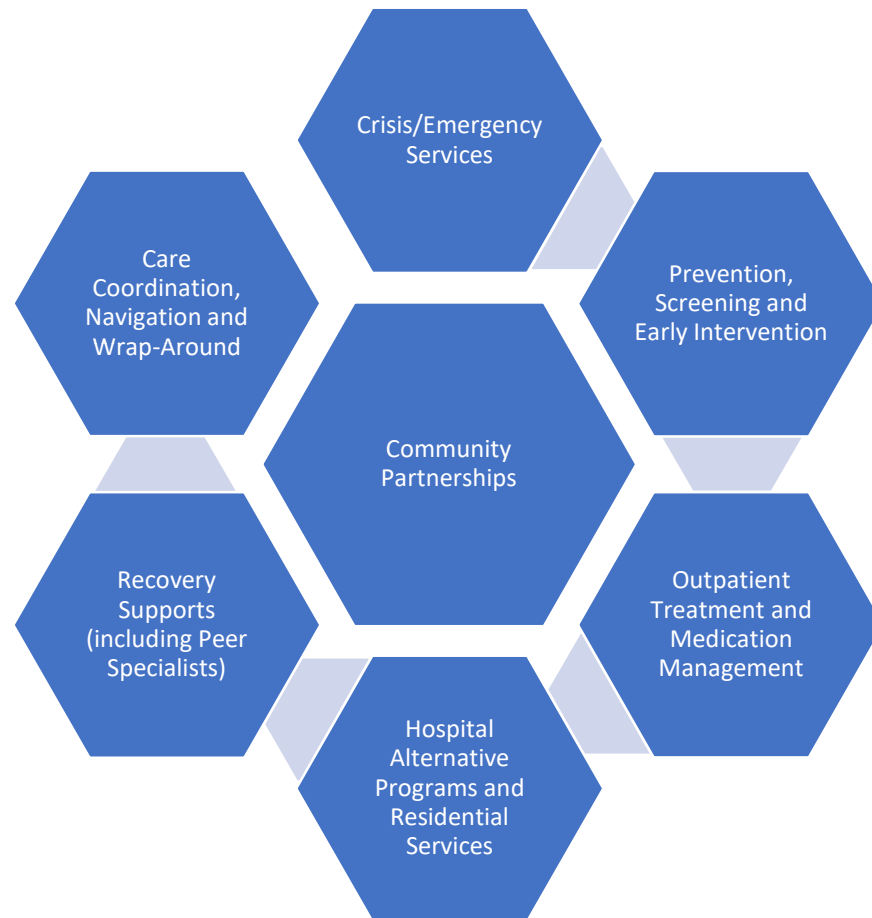 Crisis/Emergency
Services
Prevention,
Screening and
Early Intervention
Outpatient
Treatment and
Medication
Management
Hospital
Alternative
Programs and
Residential
Services
Recovery
Supports
(including Peer
Specialists)
Care
Coordination,
Navigation and
Wrap-Around
Community
Partnerships